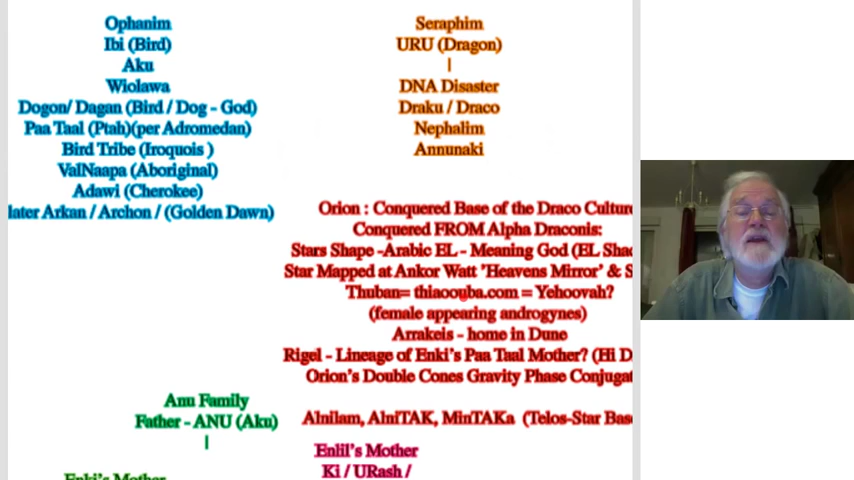 Ophanim
Ibi (Bird)
Aku
Wiolawa
Dogon/ Dagan (Bird / Dog - God)
Paa Taal (Ptah)(per Adromedan)
Bird Tribe (Iroquois )
ValNaapa (Aboriginal)
Adawi (Cherokee)
later Arkan / Archon / (Golden Dawn)
Seraphim
URU (Dragon)
|
DNA Disaster
Draku / Draco
Nephalim
Annunaki
Orion : Conquered Base of the Draco Culture
Conquered FROM Alpha Draconis:
Stars Shape -Arabic EL - Meaning God (EL Shad
Star Mapped at Ankor Watt 'Heavens Mirror' & S
Thuban= thiaoouba.com = Yehoovah?
(female appearing androgynes)
Arrakeis - home in Dune
Rigel - Lineage of Enki's Paa Taal Mother? (Hi D
Orion's Double Cones Gravity Phase Conjugat
Alnilam, AlniTAK, MinTAKa (Telos-Star Bas
Anu Family
Father - ANU (Aku)
|
Enki's Mother
Enlil's Mother
Ki / URash /